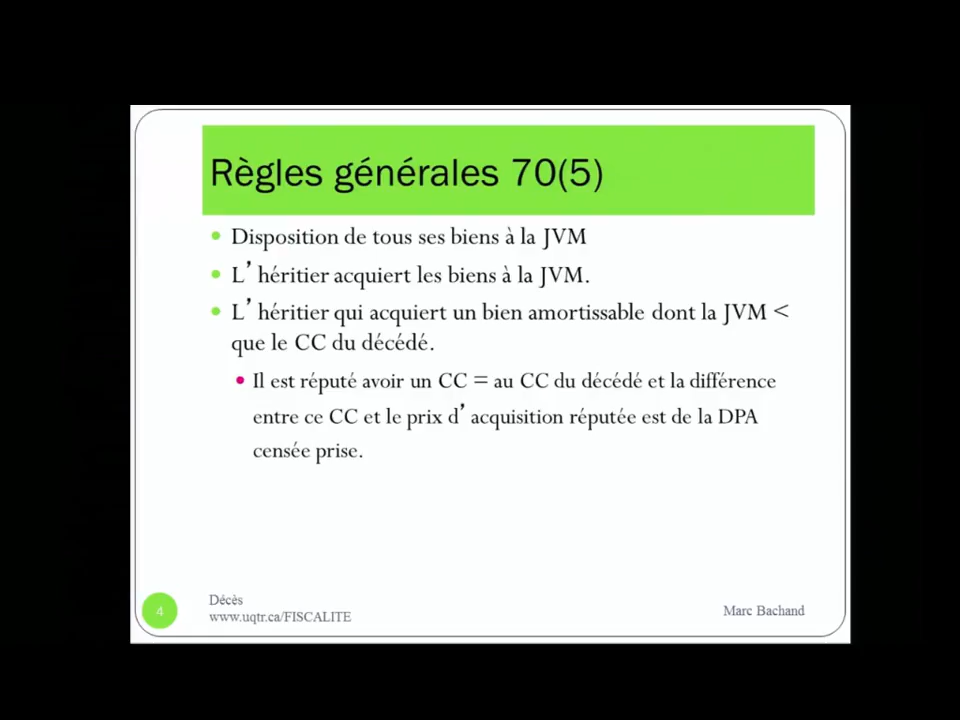 Règles générales 70(5)
• Disposition de tous ses biens à la JVM
• L’ héritier acquiert les biens à la JVM.
• L’ héritier qui acquiert un bien amortissable dont la JVM <
que le CC du décédé.
• Il est réputé avoir un CC = au CC du décédé et la différence
entre ce CC et le prix d’ acquisition réputée est de la DPA
censée prise.
4
Décès
www.uqtr.ca/FISCALITE
Marc Bachand